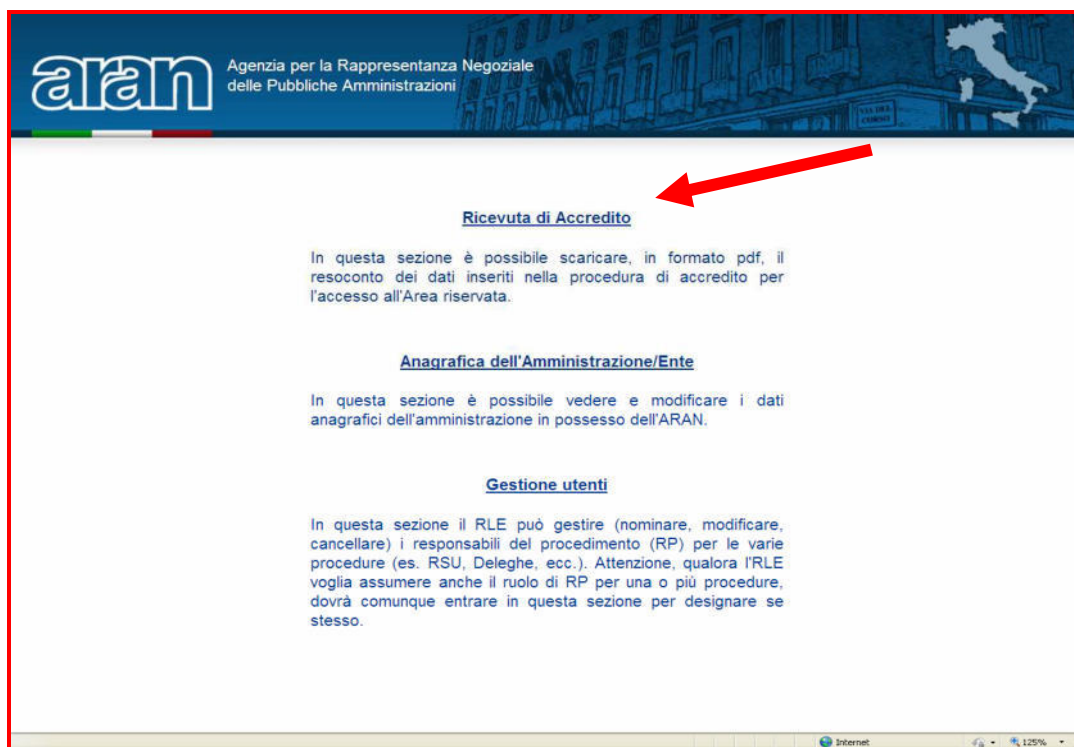 aran
Agenzia per la Rappresentanza Negoziale
delle Pubbliche Amministrazioni
VIA DEL
CORSO
Ricevuta di Accredito
In questa sezione è possibile scaricare, in formato pdf, il
resoconto dei dati inseriti nella procedura di accredito per
l'accesso all'Area riservata.
Anagrafica dell'Amministrazione/Ente
In questa sezione è possibile vedere e modificare i dati
anagrafici dell'amministrazione in possesso dell'ARAN.
Gestione utenti
In questa sezione il RLE può gestire (nominare, modificare,
cancellare) i responsabili del procedimento (RP) per le varie
procedure (es. RSU, Deleghe, ecc.). Attenzione, qualora l'RLE
voglia assumere anche il ruolo di RP per una o più procedure,
dovrà comunque entrare in questa sezione per designare se
stesso.
Internet
125%